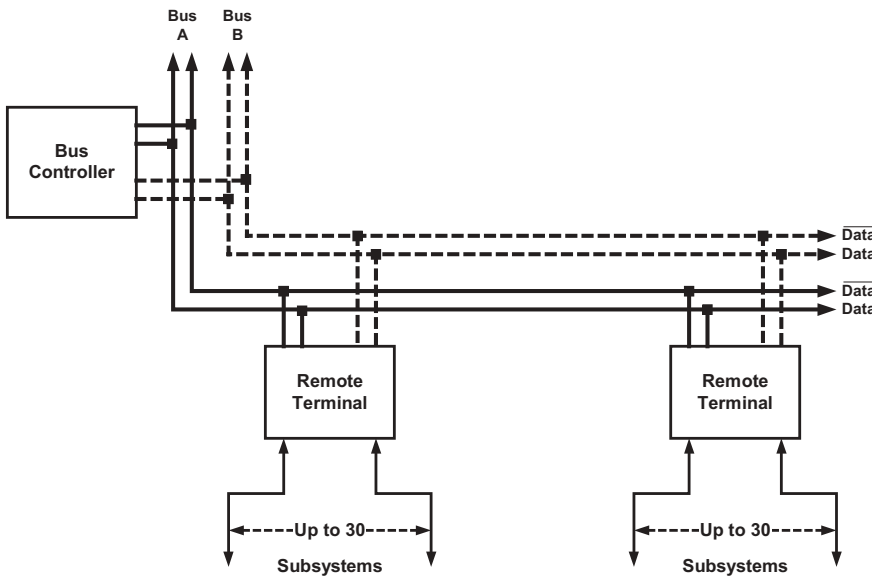 Bus
A
Bus
B
Bus
Controller
Data
Data
Data
Data
Remote
Terminal
Remote
Terminal
Up to 30
Subsystems
Up to 30
Subsystems